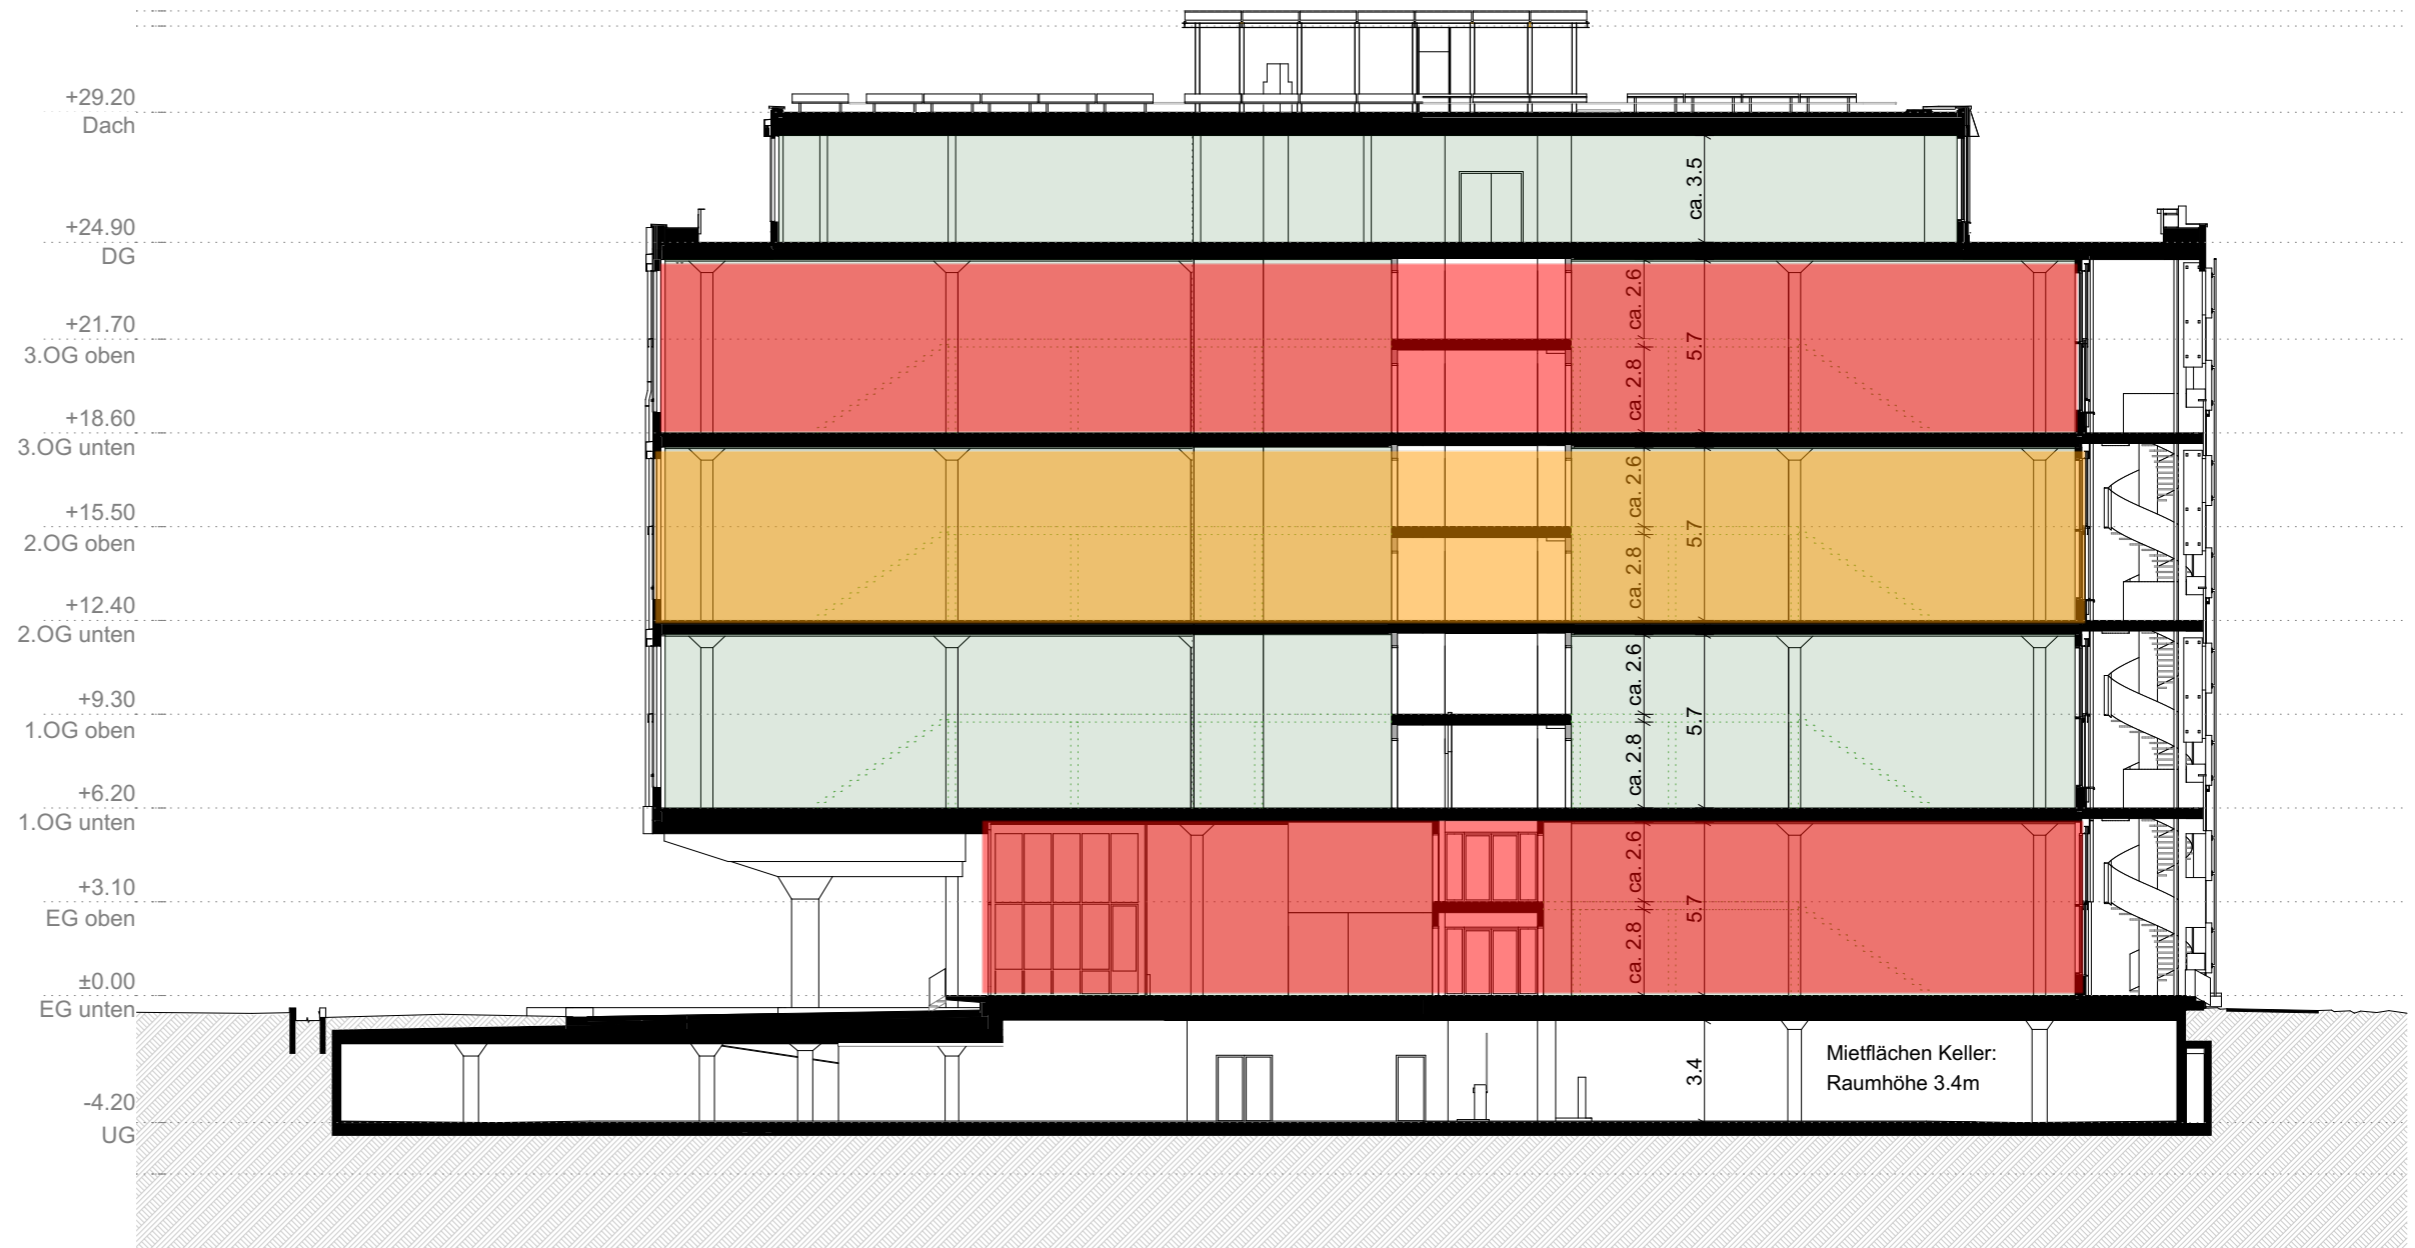 +29.20
Dach
ca. 3.5
+24.90
DG
ca. 2.6
+21.70
3.OG oben
5.7
ca. 2.8
+18.60
3.OG unten
ca. 2.6
+15.50
2.OG oben
5.7
ca. 2.8
+12.40
2.OG unten
ca. 2.6
+9.30
1.OG oben
5.7
ca. 2.8
+6.20
1.OG unten
ca. 2.6
+3.10
EG oben
5.7
ca. 2.8
±0.00
EG unten
Mietflächen Keller:
Raumhöhe 3.4m
3.4
-4.20
UG